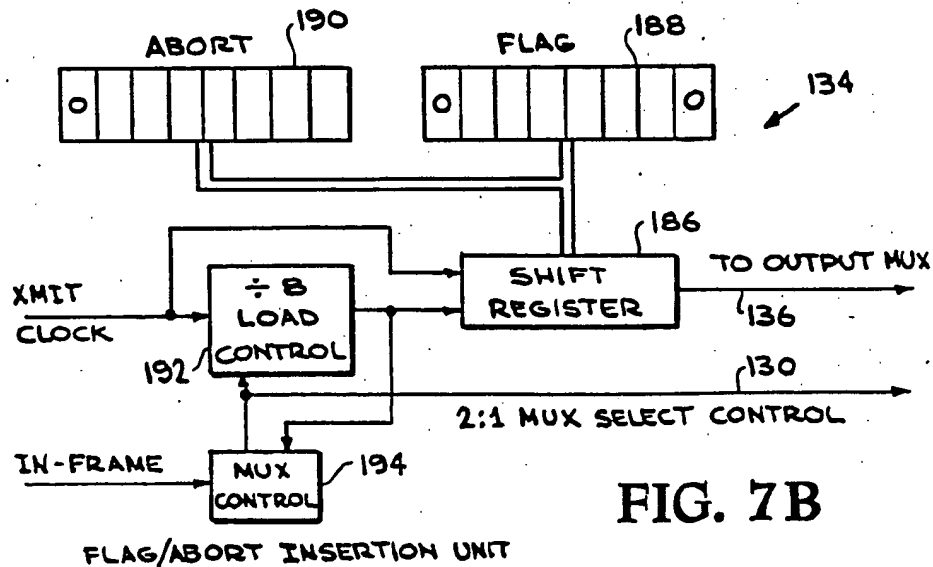 ABORT
190
FLAG
188
134
0
0
0
186
SHIFT
REGISTER
TO OUTPUT MUX
136
XMIT
CLOCK
÷ 8
LOAD
CONTROL
192
130
2:1 MUX SELECT CONTROL
IN-FRAME
MUX
CONTROL
194
FIG. 7B
FLAG/ABORT INSERTION UNIT